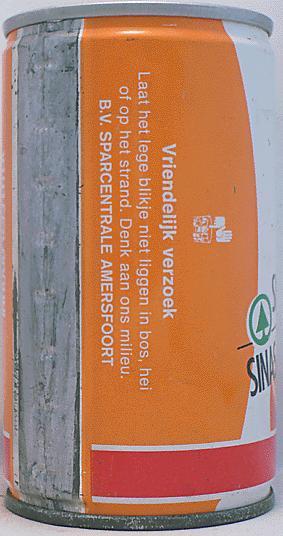 Vriendelijk verzoek
Laat het lege blikje niet liggen in bos, hei
of op het strand. Denk aan ons milieu.
B.V. SPARCENTRALE AMERSFOORT
SINAS